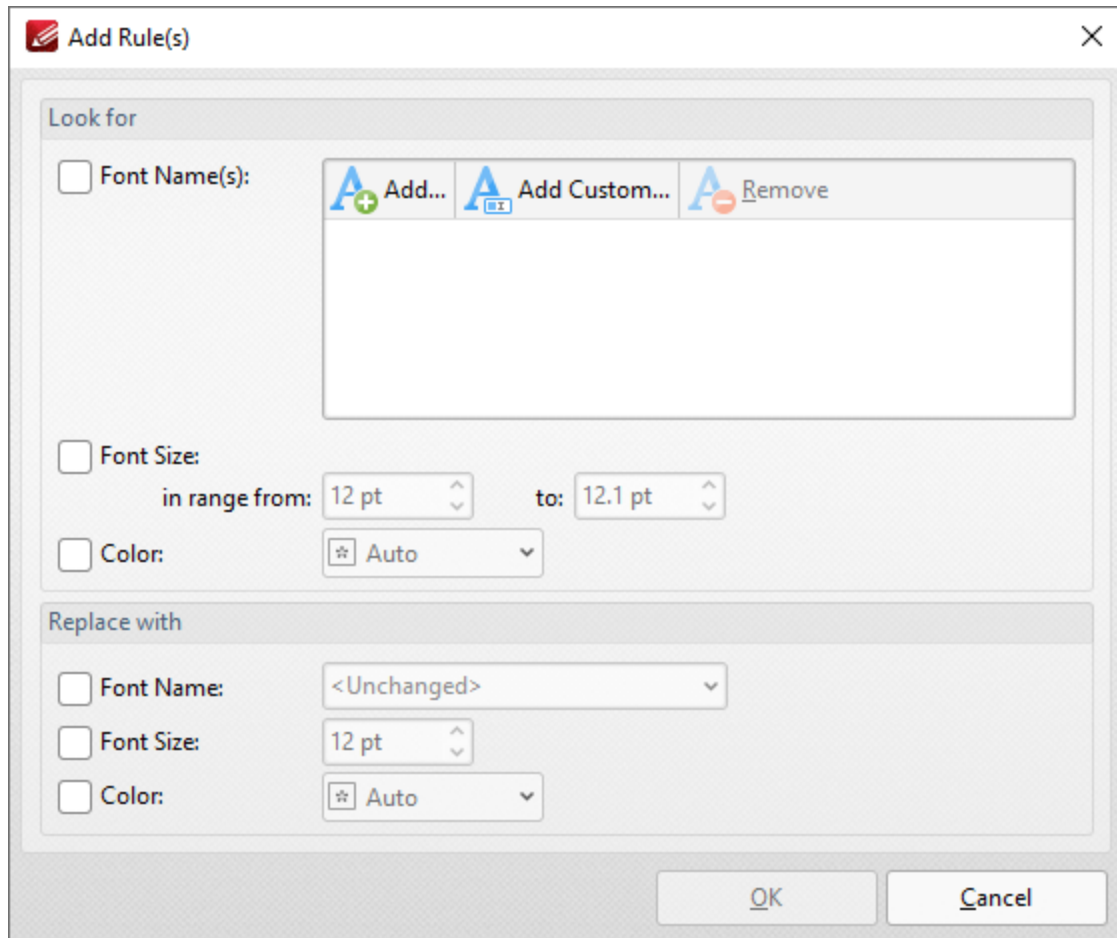 Add Rule(s)
Look for
Font Name(s):
Add... Add Custom... Remove
Font Size:
in range from: 12 pt to: 12.1 pt
Color: Auto
Replace with
Font Name: <Unchanged>
Font Size: 12 pt
Color: Auto
OK Cancel